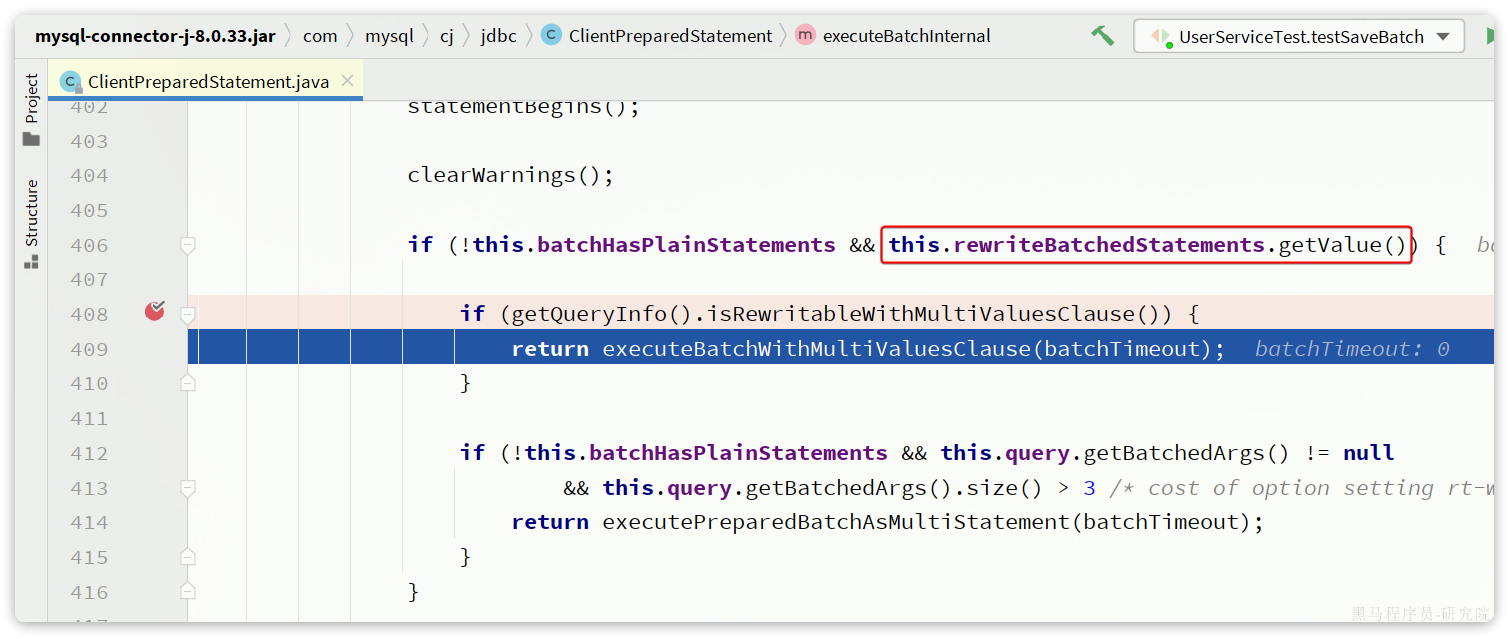 mysql-connector-j-8.0.33.jar com mysql cj jdbc C ClientPreparedStatement m executeBatchInternal UserServiceTest.testSaveBatch
Project
Structure
C ClientPreparedStatement.java
402 statementBegins();
403
404 clearWarnings();
405
406 if (!this.batchHasPlainStatements && this.rewriteBatchedStatements.getValue()) {
407
408 if (getQueryInfo().isRewritableWithMultiValuesClause()) {
409 return executeBatchWithMultiValuesClause(batchTimeout); batchTimeout: 0
410 }
411
412 if (!this.batchHasPlainStatements && this.query.getBatchedArgs() != null
413 && this.query.getBatchedArgs().size() > 3 /* cost of option setting rt-w
414 return executePreparedBatchAsMultiStatement(batchTimeout);
415 }
416 }
黑马程序员-研究院